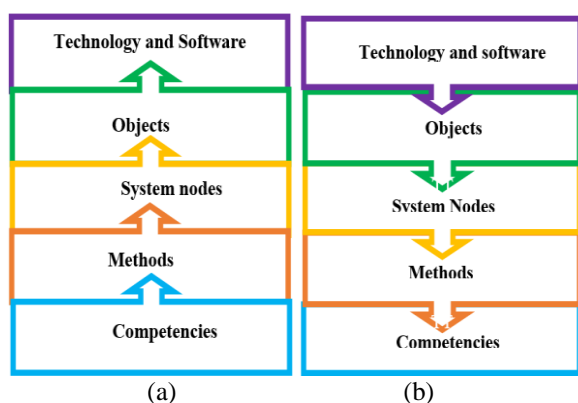 Technology and Software
Objects
System nodes
Methods
Competencies
(a)
Technology and software
Objects
System Nodes
Methods
Competencies
(b)